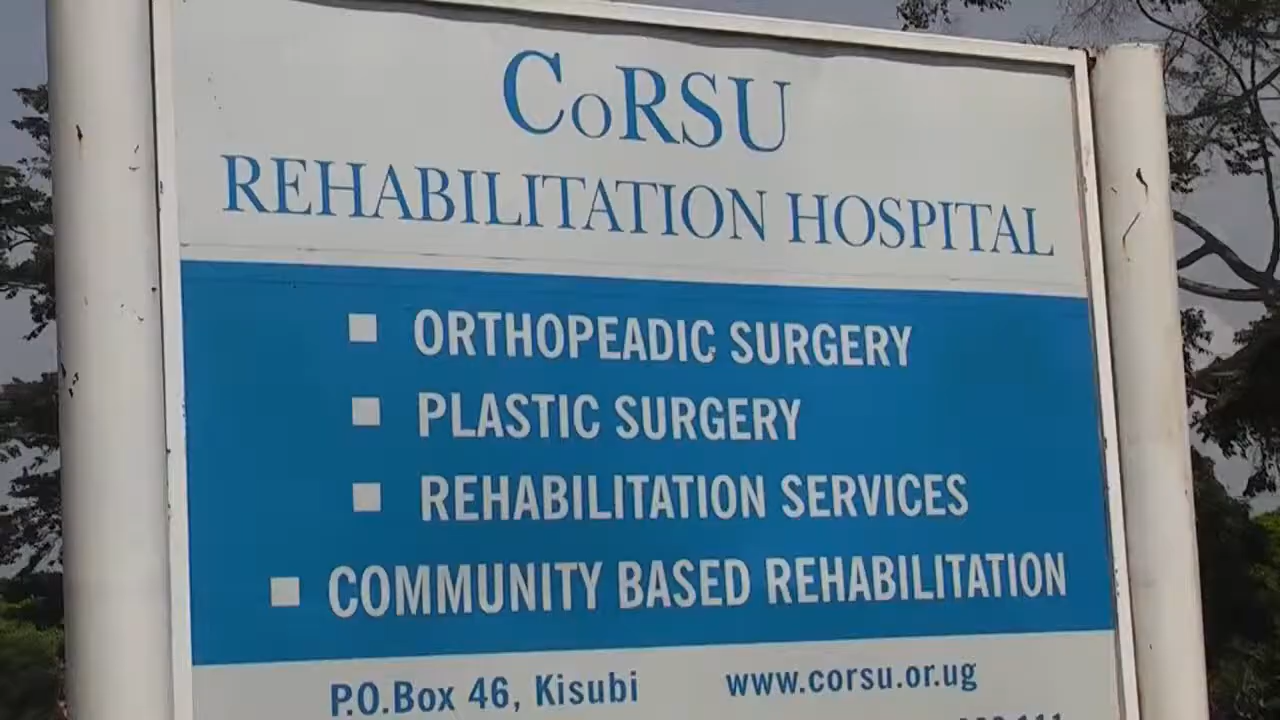 CoRSU
REHABILITATION HOSPITAL
ORTHOPEADIC SURGERY
PLASTIC SURGERY
REHABILITATION SERVICES
COMMUNITY BASED REHABILITATION
P.O.Box 46, Kisubi www.corsu.or.ug